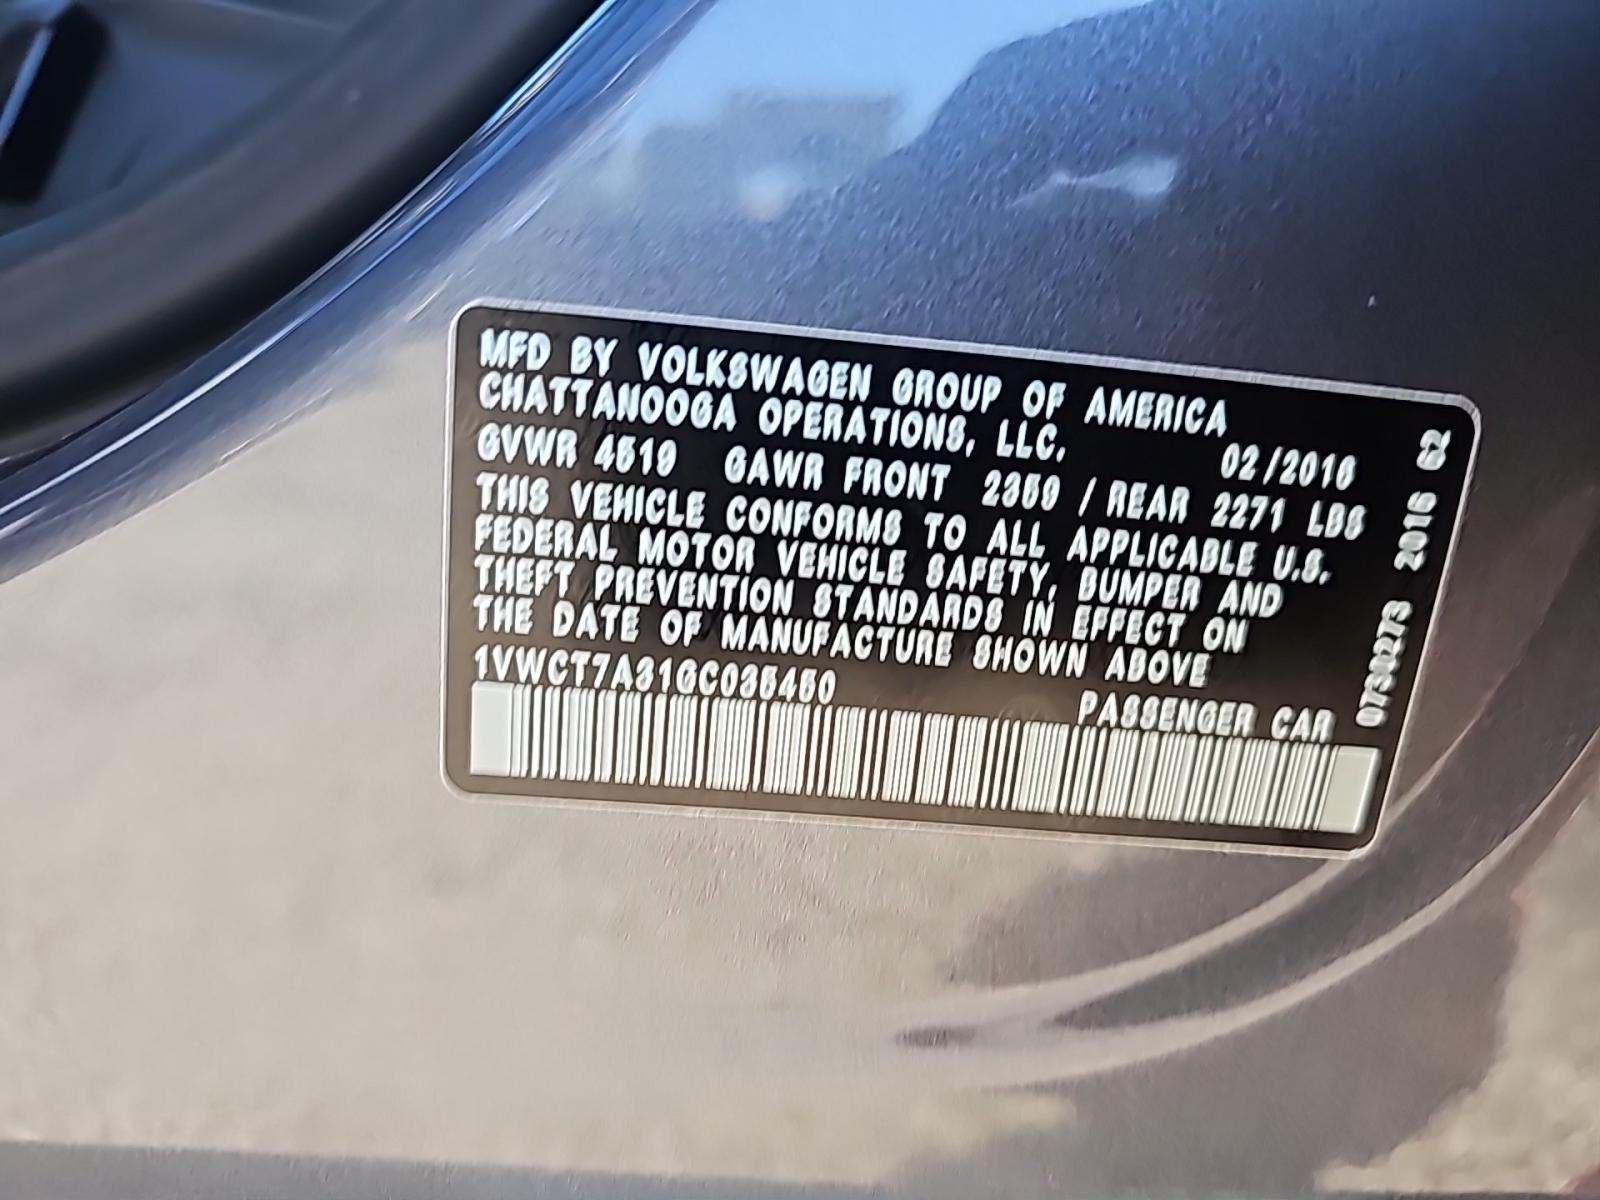 MFD BY VOLKSWAGEN GROUP OF AMERICA
CHATTANOOGA OPERATIONS, LLC. 02/2016
GVWR 4519 GAWR FRONT 2359 / REAR 2271 LBS
THIS VEHICLE CONFORMS TO ALL APPLICABLE U.S.
FEDERAL MOTOR VEHICLE SAFETY, BUMPER AND
THEFT PREVENTION STANDARDS IN EFFECT ON
THE DATE OF MANUFACTURE SHOWN ABOVE
1VWCT7A31GC035450 PASSENGER CAR
2016